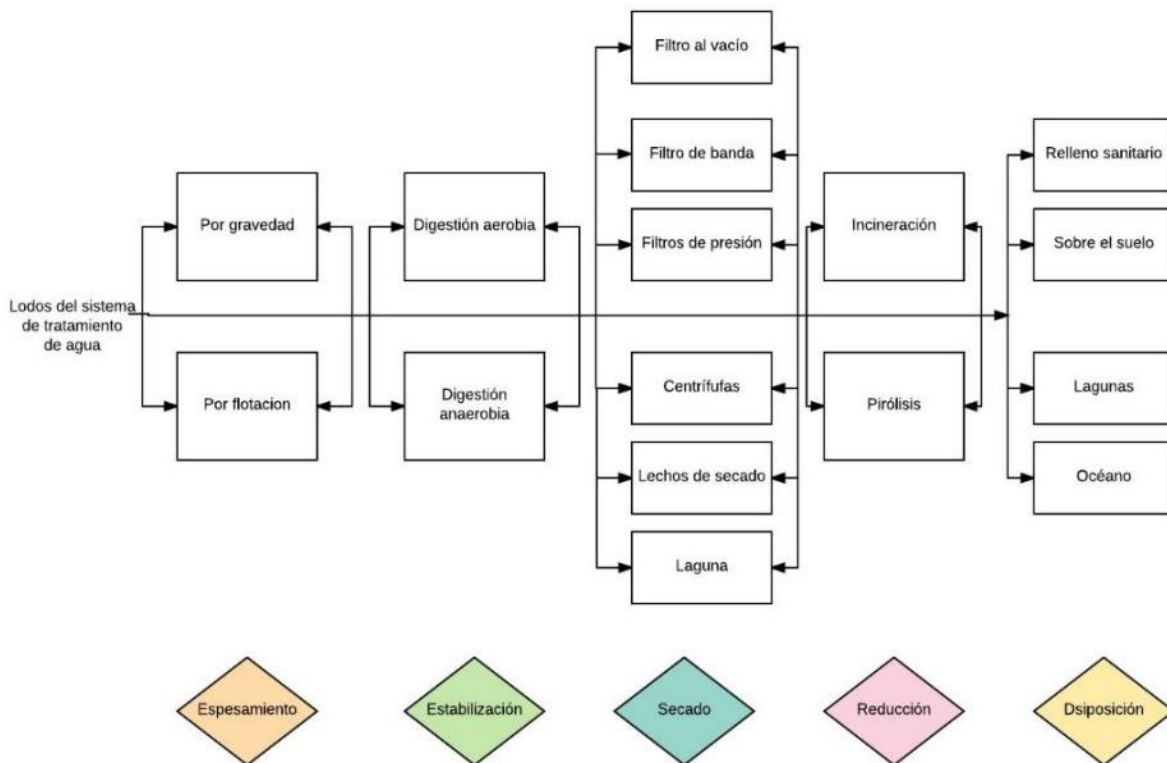 Lodos del sistema
de tratamiento
de agua
Por gravedad
Por flotacion
Digestión aerobia
Digestión
anaerobia
Filtro al vacío
Filtro de banda
Filtros de presión
Centrífufas
Lechos de secado
Laguna
Incineración
Pirólisis
Relleno sanitario
Sobre el suelo
Lagunas
Océano
Espesamiento
Estabilización
Secado
Reducción
Dsiposición